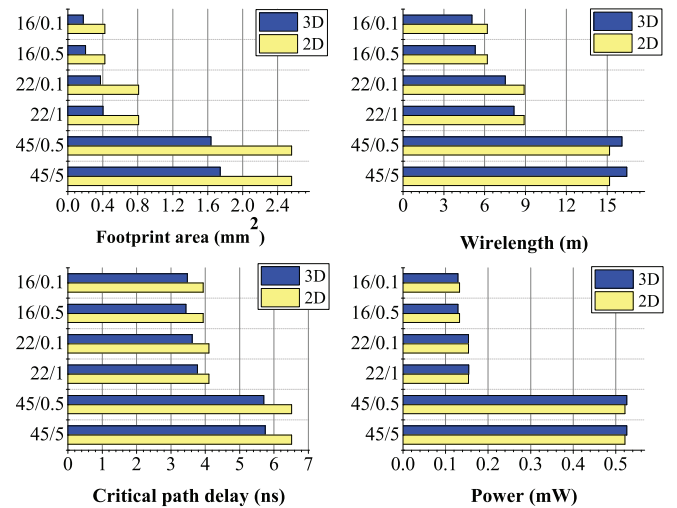 16/0.1
16/0.5
22/0.1
22/1
45/0.5
45/5
3D
2D
0.0 0.4 0.8 1.2 1.6 2.0 2.4
Footprint area (mm²)
16/0.1
16/0.5
22/0.1
22/1
45/0.5
45/5
3D
2D
0 3 6 9 12 15
Wirelength (m)
16/0.1
16/0.5
22/0.1
22/1
45/0.5
45/5
3D
2D
0 1 2 3 4 5 6 7
Critical path delay (ns)
16/0.1
16/0.5
22/0.1
22/1
45/0.5
45/5
3D
2D
0.0 0.1 0.2 0.3 0.4 0.5
Power (mW)